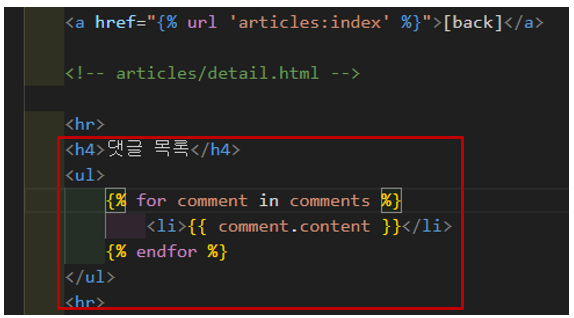 <a href="{% url 'articles:index' %}">[back]</a>
<!-- articles/detail.html -->
<hr>
<h4>댓글 목록</h4>
<ul>
{% for comment in comments %}
<li>{{ comment.content }}</li>
{% endfor %}
</ul>
<hr>